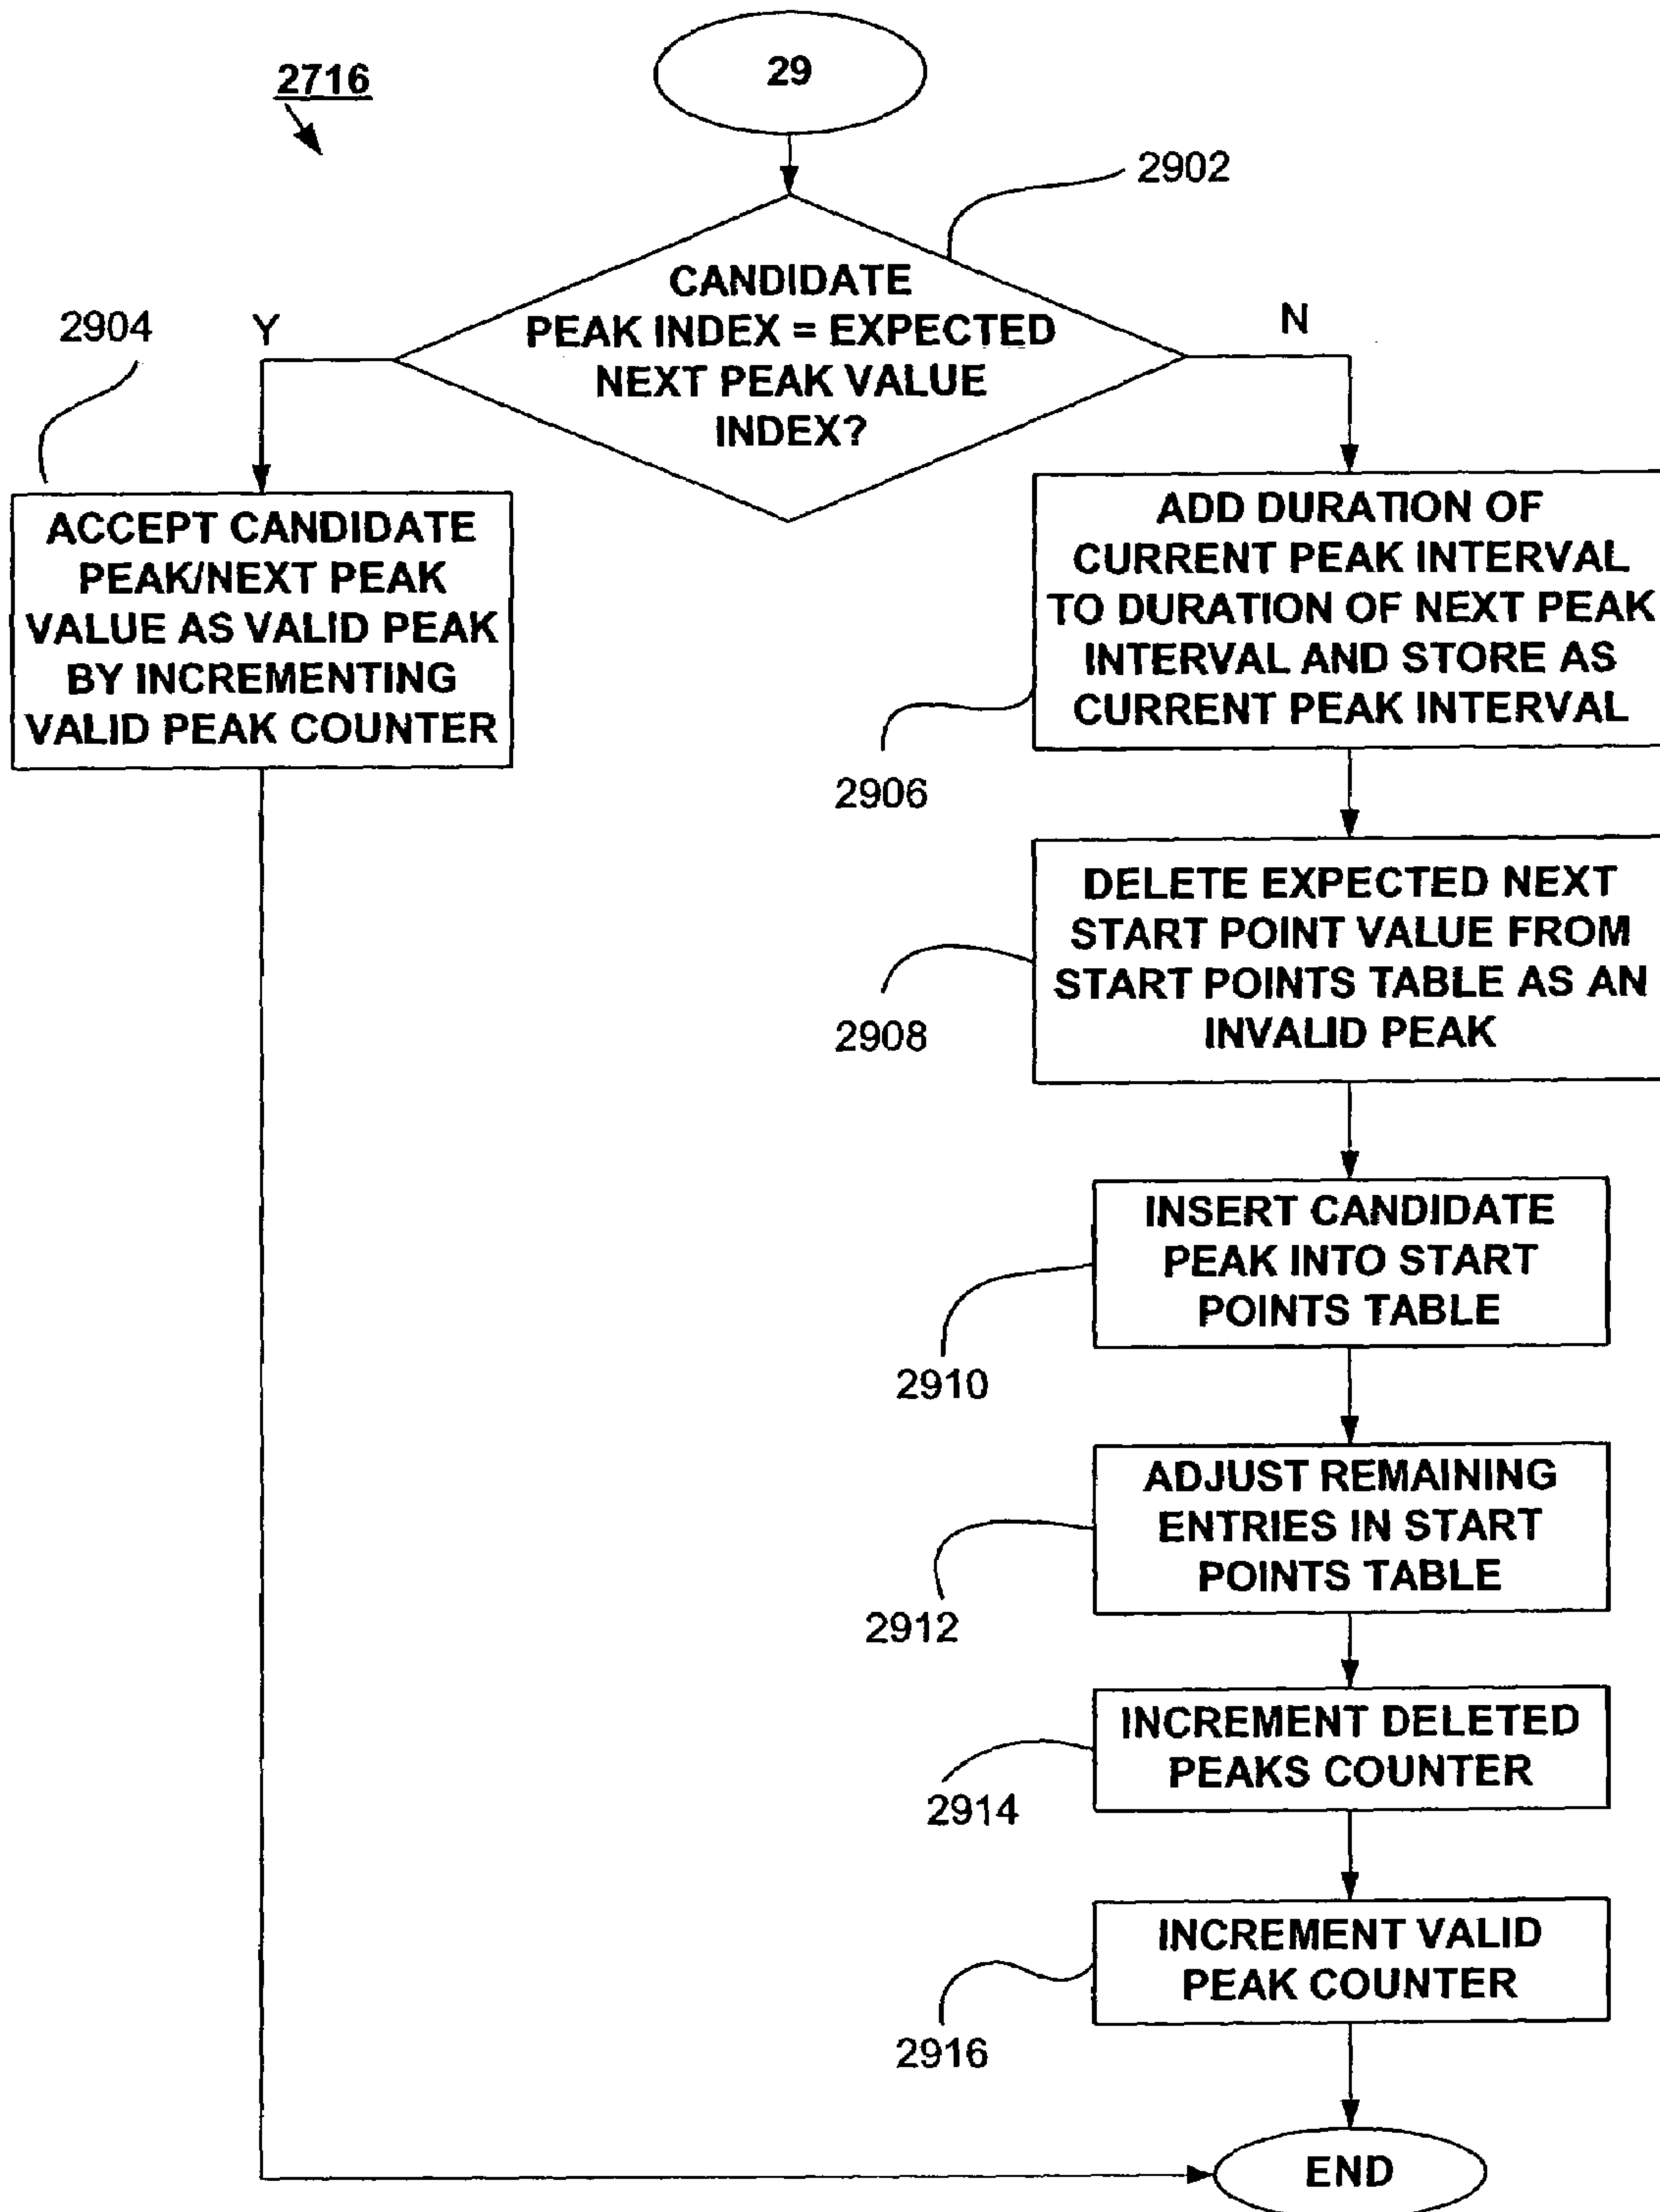 2716
29
2902
CANDIDATE
PEAK INDEX = EXPECTED
NEXT PEAK VALUE
INDEX?
Y
N
2904
ACCEPT CANDIDATE
PEAK/NEXT PEAK
VALUE AS VALID PEAK
BY INCREMENTING
VALID PEAK COUNTER
ADD DURATION OF
CURRENT PEAK INTERVAL
TO DURATION OF NEXT PEAK
INTERVAL AND STORE AS
CURRENT PEAK INTERVAL
2906
DELETE EXPECTED NEXT
START POINT VALUE FROM
START POINTS TABLE AS AN
INVALID PEAK
2908
INSERT CANDIDATE
PEAK INTO START
POINTS TABLE
2910
ADJUST REMAINING
ENTRIES IN START
POINTS TABLE
2912
INCREMENT DELETED
PEAKS COUNTER
2914
INCREMENT VALID
PEAK COUNTER
2916
END